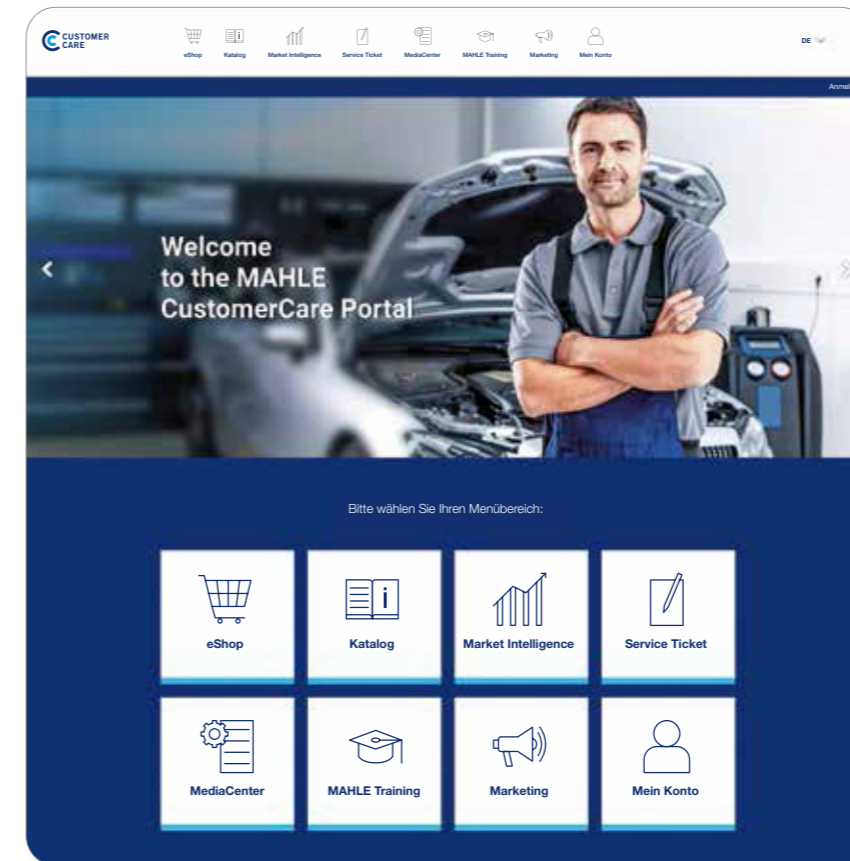 CUSTOMER
CARE
eShop
Katalog
Market Intelligence
Service Ticket
MediaCenter
MAHLE Training
Marketing
Mein Konto
DE
Anmel
Welcome
to the MAHLE
CustomerCare Portal
Bitte wählen Sie Ihren Menübereich:
eShop
Katalog
Market Intelligence
Service Ticket
MediaCenter
MAHLE Training
Marketing
Mein Konto